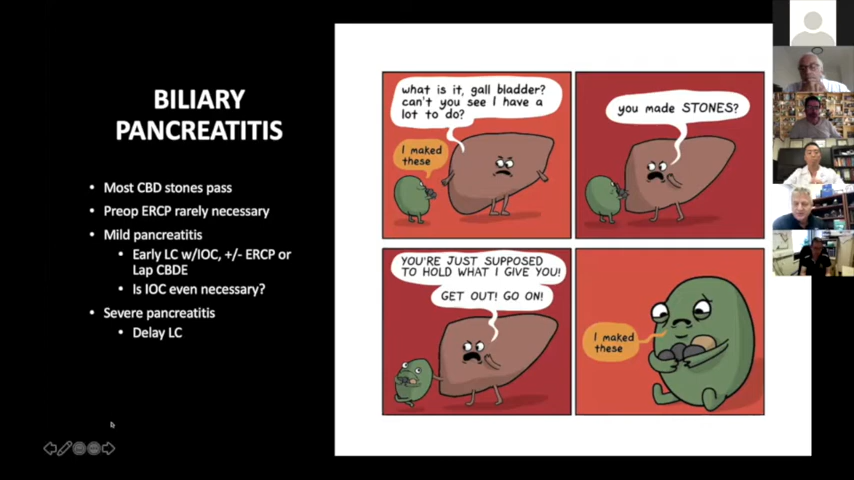 BILIARY
PANCREATITIS
• Most CBD stones pass
• Preop ERCP rarely necessary
• Mild pancreatitis
• Early LC w/IOC, +/- ERCP or
Lap CBDE
• Is IOC even necessary?
• Severe pancreatitis
• Delay LC
what is it, gall bladder?
can't you see I have a
lot to do?
I maked
these
you made STONES?
YOU'RE JUST SUPPOSED
TO HOLD WHAT I GIVE YOU!
GET OUT! GO ON!
I maked
these